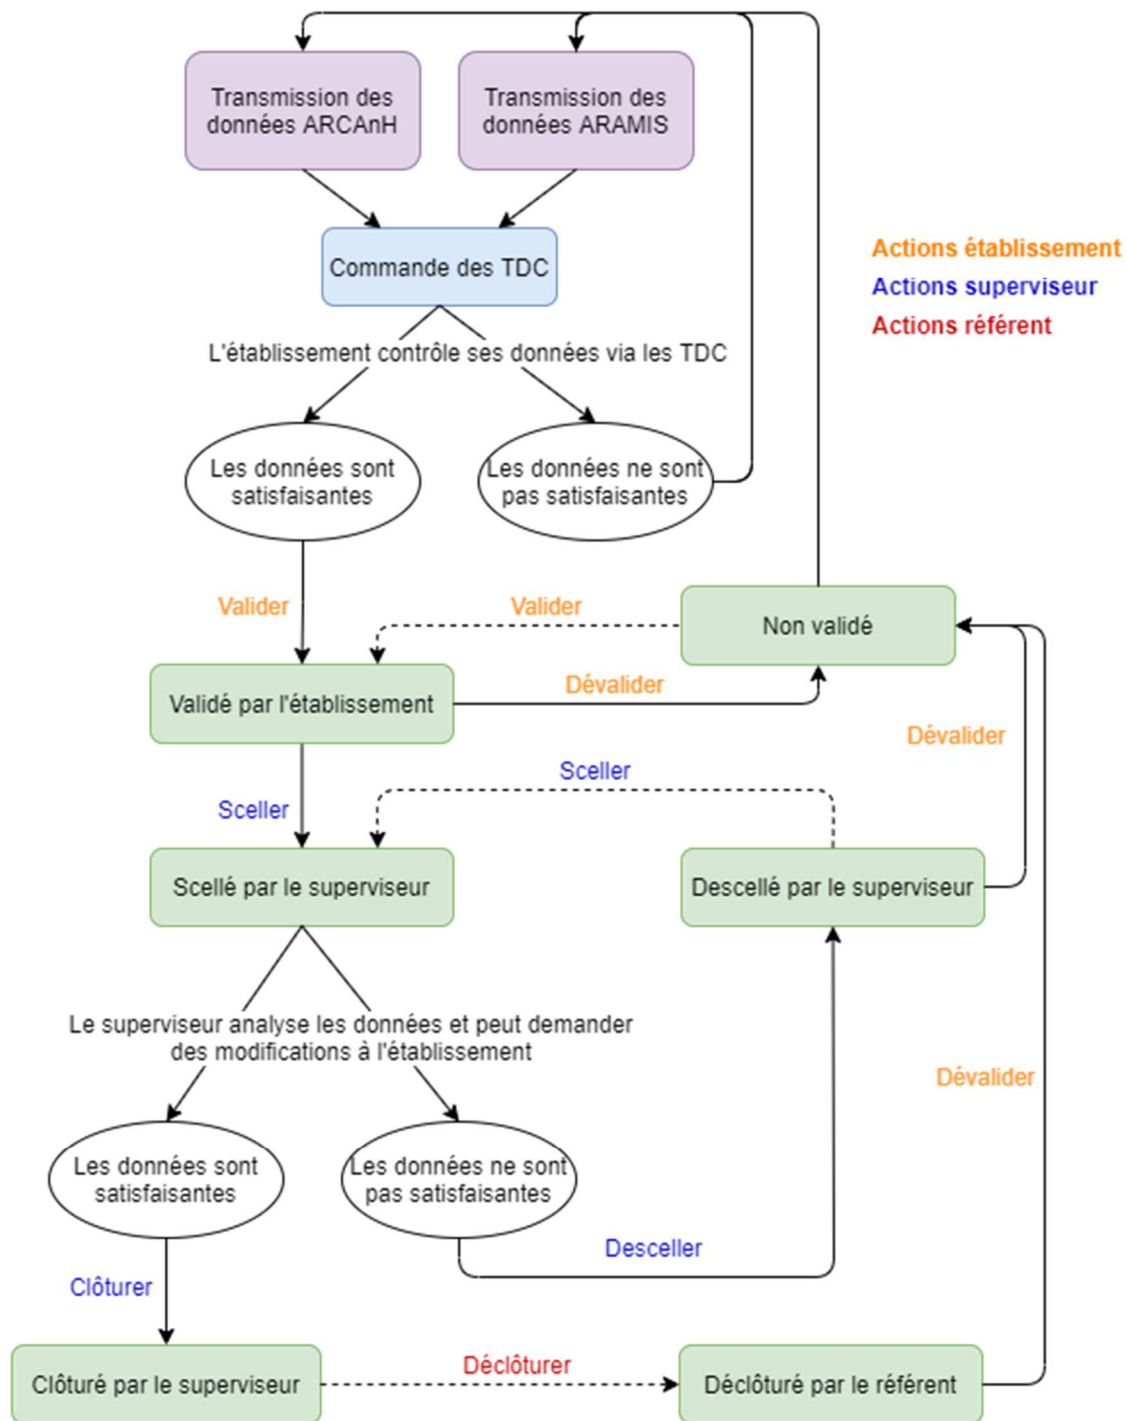 Transmission des
données ARCAnH
Transmission des
données ARAMIS
Commande des TDC
Actions établissement
Actions superviseur
Actions référent
L'établissement contrôle ses données via les TDC
Les données sont
satisfaisantes
Les données ne sont
pas satisfaisantes
Valider
Valider
Non validé
Dévalider
Validé par l'établissement
Dévalider
Sceller
Sceller
Scellé par le superviseur
Descellé par le superviseur
Le superviseur analyse les données et peut demander
des modifications à l'établissement
Dévalider
Les données sont
satisfaisantes
Les données ne sont
pas satisfaisantes
Desceller
Clôturer
Déclôturer
Clôturé par le superviseur
Déclôturé par le référent